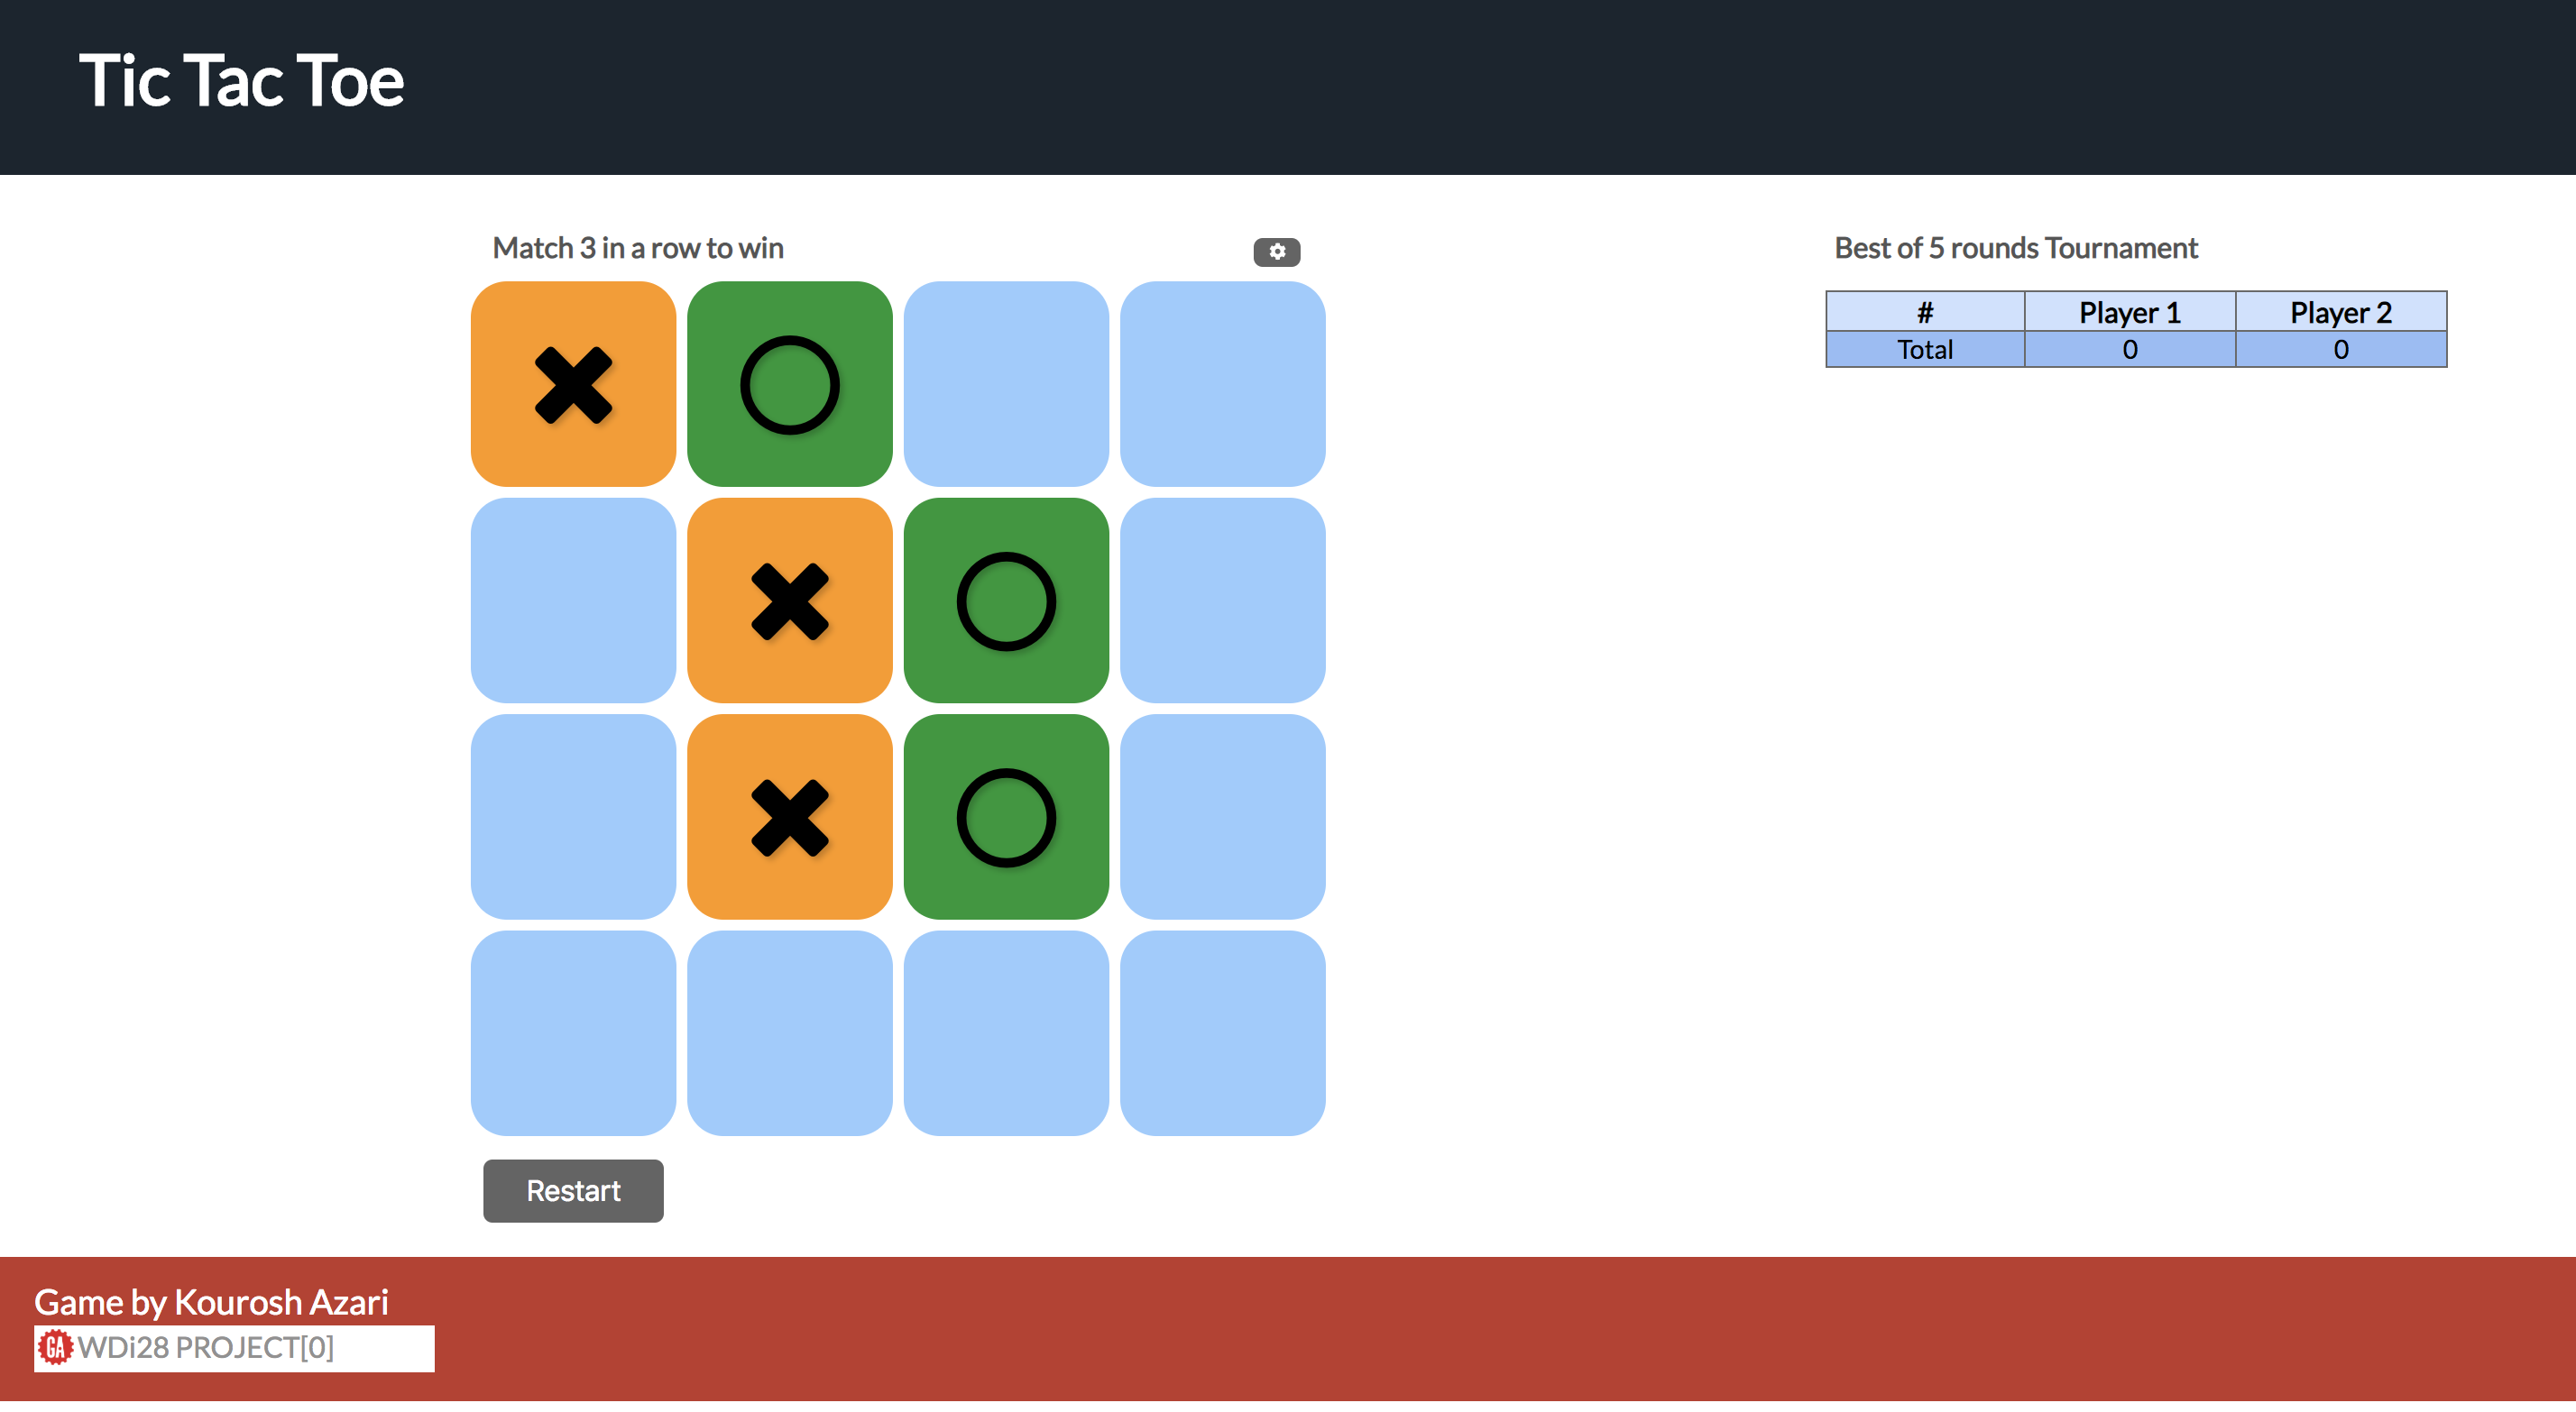 Tic Tac Toe
Match 3 in a row to win
Best of 5 rounds Tournament
# Player 1 Player 2
Total 0 0
Restart
Game by Kourosh Azari
GA WDi28 PROJECT[0]